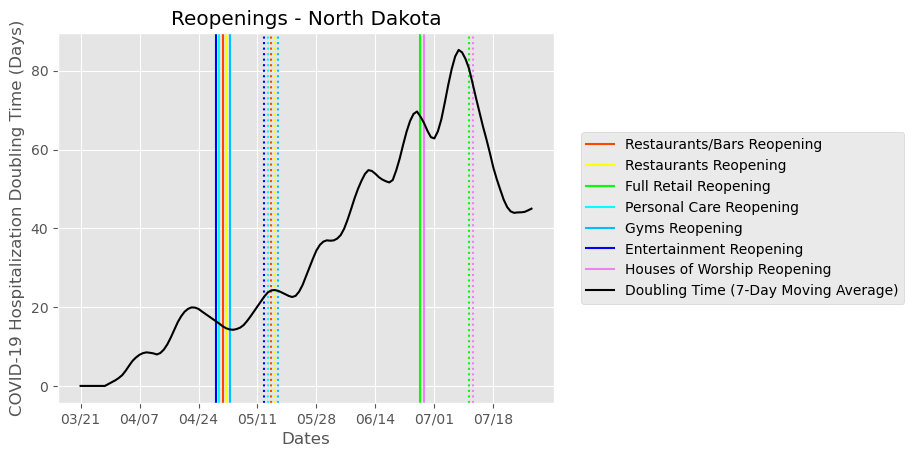 Reopenings - North Dakota
COVID-19 Hospitalization Doubling Time (Days)
80
60
40
20
0
03/21 04/07 04/24 05/11 05/28 06/14 07/01 07/18
Dates
Restaurants/Bars Reopening
Restaurants Reopening
Full Retail Reopening
Personal Care Reopening
Gyms Reopening
Entertainment Reopening
Houses of Worship Reopening
Doubling Time (7-Day Moving Average)